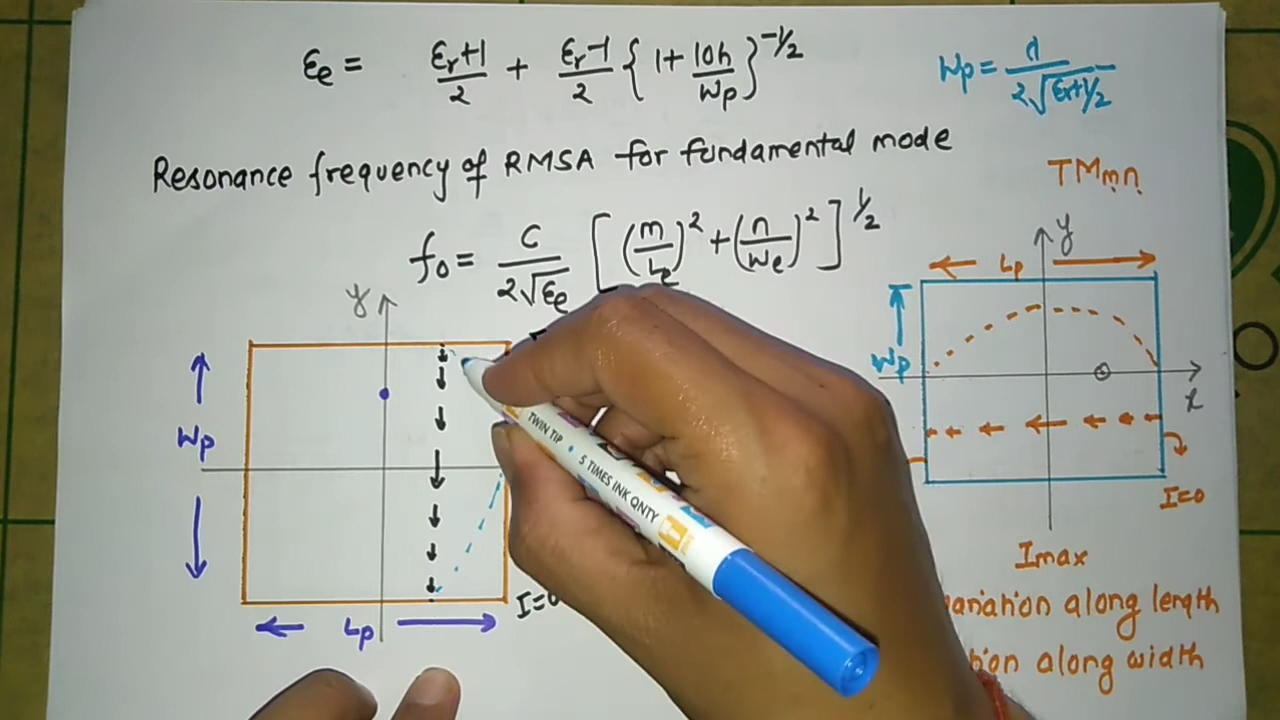 εe = εr+1/2 + εr-1/2 {1+ 10h/Wp}^-1/2
Wp = λ/2√εr+1/2
Resonance frequency of RMSA for fundamental mode
TMmn
f0 = c/2√εe [(m/Le)^2 + (n/We)^2]^1/2
y
y
Lp
Wp
x
TWIN TIP • 5 TIMES INK QNTY
Wp
I=0
Imax
Lp
I=0
variation along length
along width